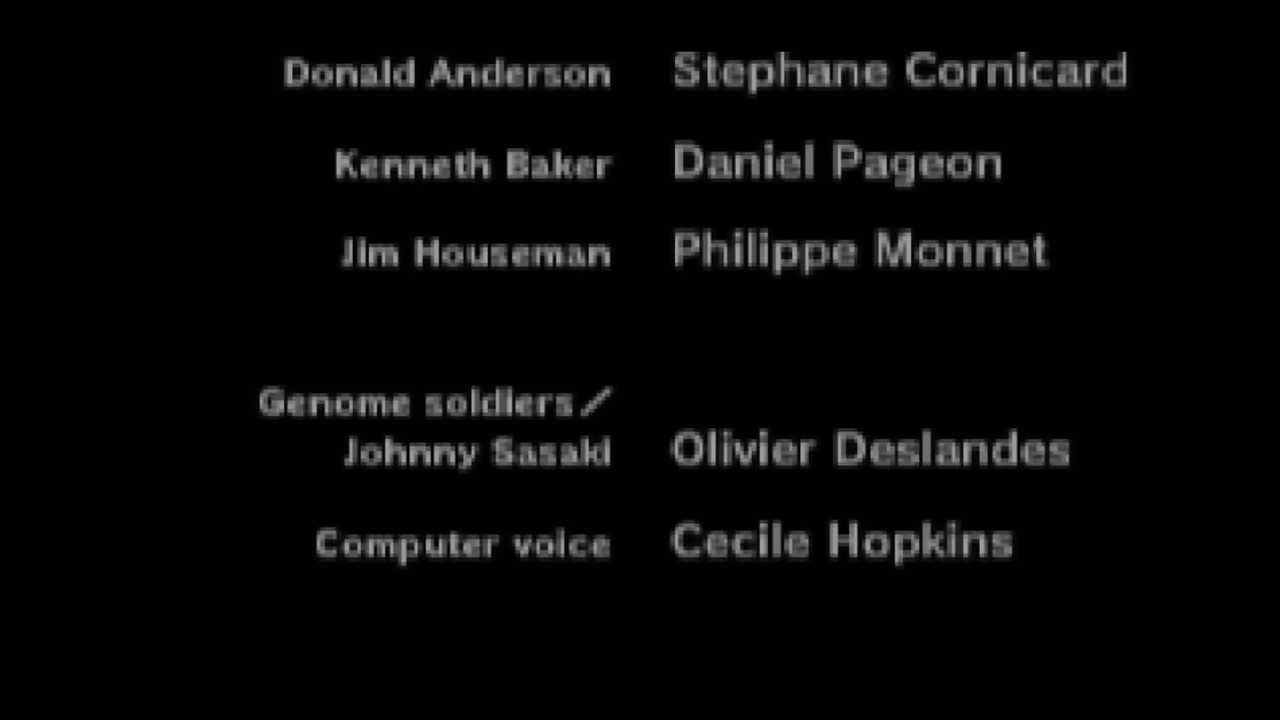 Donald Anderson Stephane Cornicard
Kenneth Baker Daniel Pageon
Jim Houseman Philippe Monnet
Genome soldiers／
Johnny Sasaki Olivier Deslandes
Computer voice Cecile Hopkins